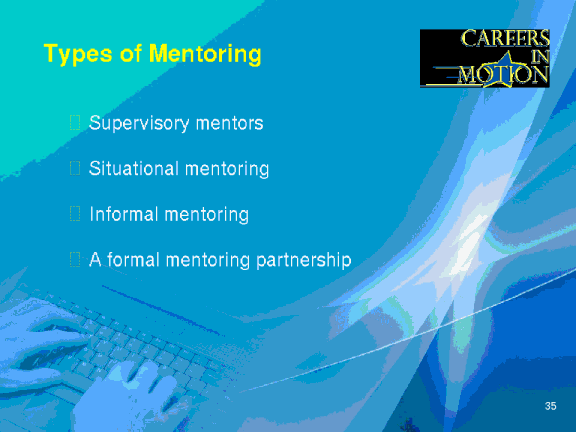 Types of Mentoring
CAREERS
IN
MOTION
Supervisory mentors
Situational mentoring
Informal mentoring
A formal mentoring partnership
35